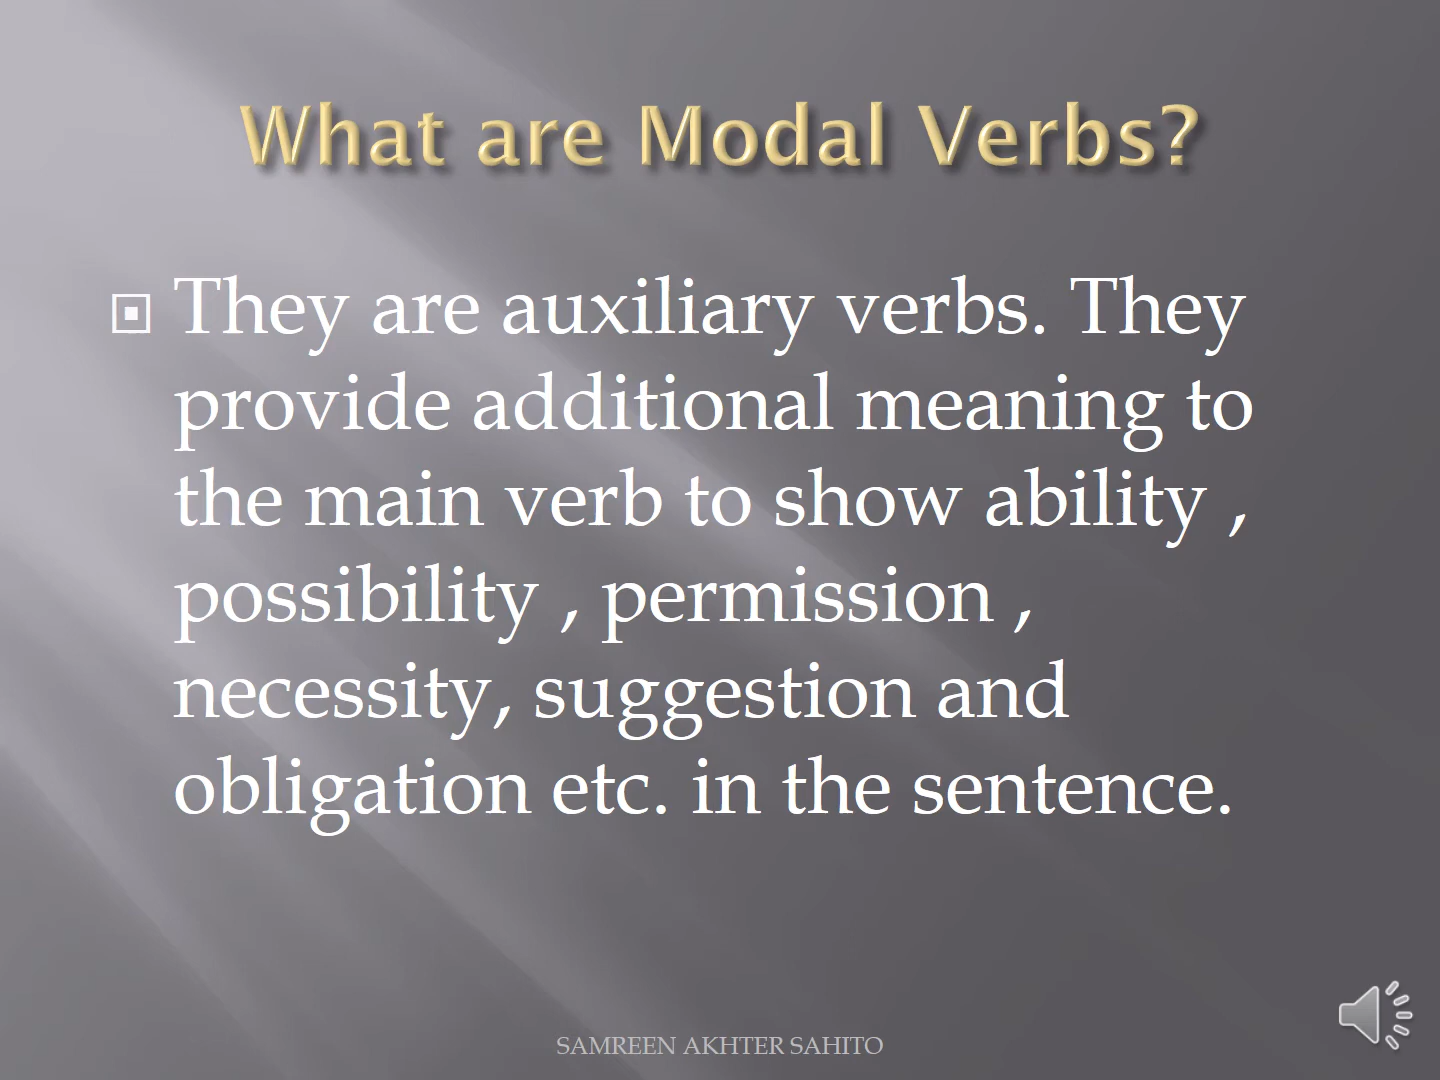 What are Modal Verbs?
They are auxiliary verbs. They
provide additional meaning to
the main verb to show ability ,
possibility , permission ,
necessity, suggestion and
obligation etc. in the sentence.
SAMREEN AKHTER SAHITO